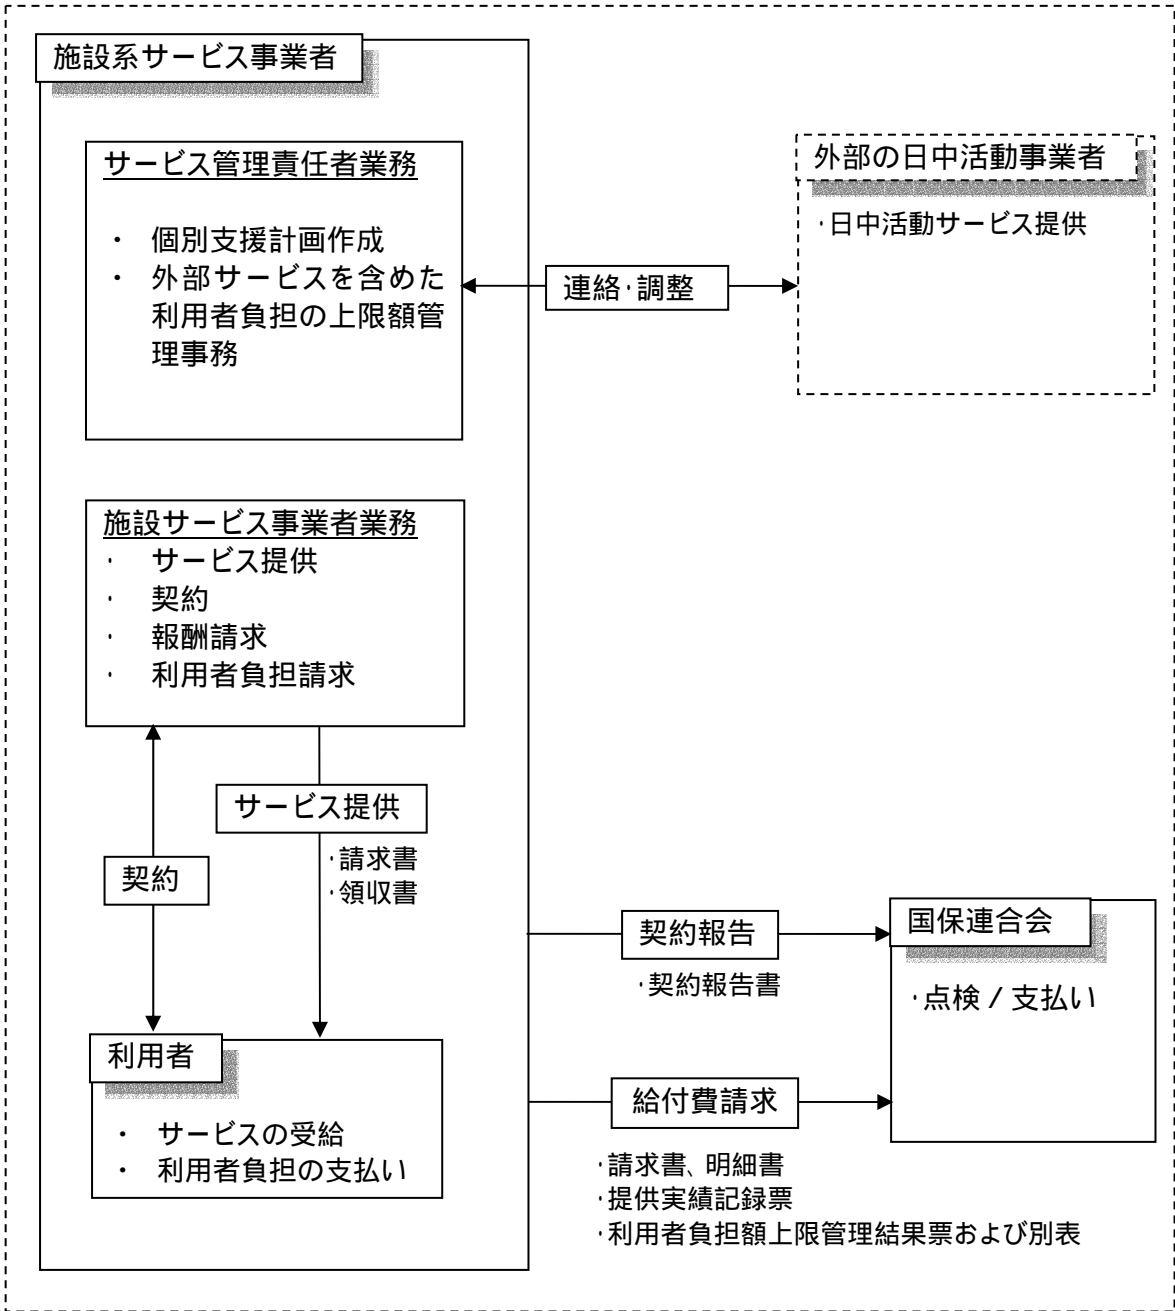 施設系サービス事業者
サービス管理責任者業務
・ 個別支援計画作成
・ 外部サービスを含めた
利用者負担の上限額管
理事務
外部の日中活動事業者
・日中活動サービス提供
連絡・調整
施設サービス事業者業務
・ サービス提供
・ 契約
・ 報酬請求
・ 利用者負担請求
サービス提供
・請求書
・領収書
契約
利用者
・ サービスの受給
・ 利用者負担の支払い
契約報告
・契約報告書
国保連合会
・点検/支払い
給付費請求
・請求書、明細書
・提供実績記録票
・利用者負担額上限管理結果票および別表